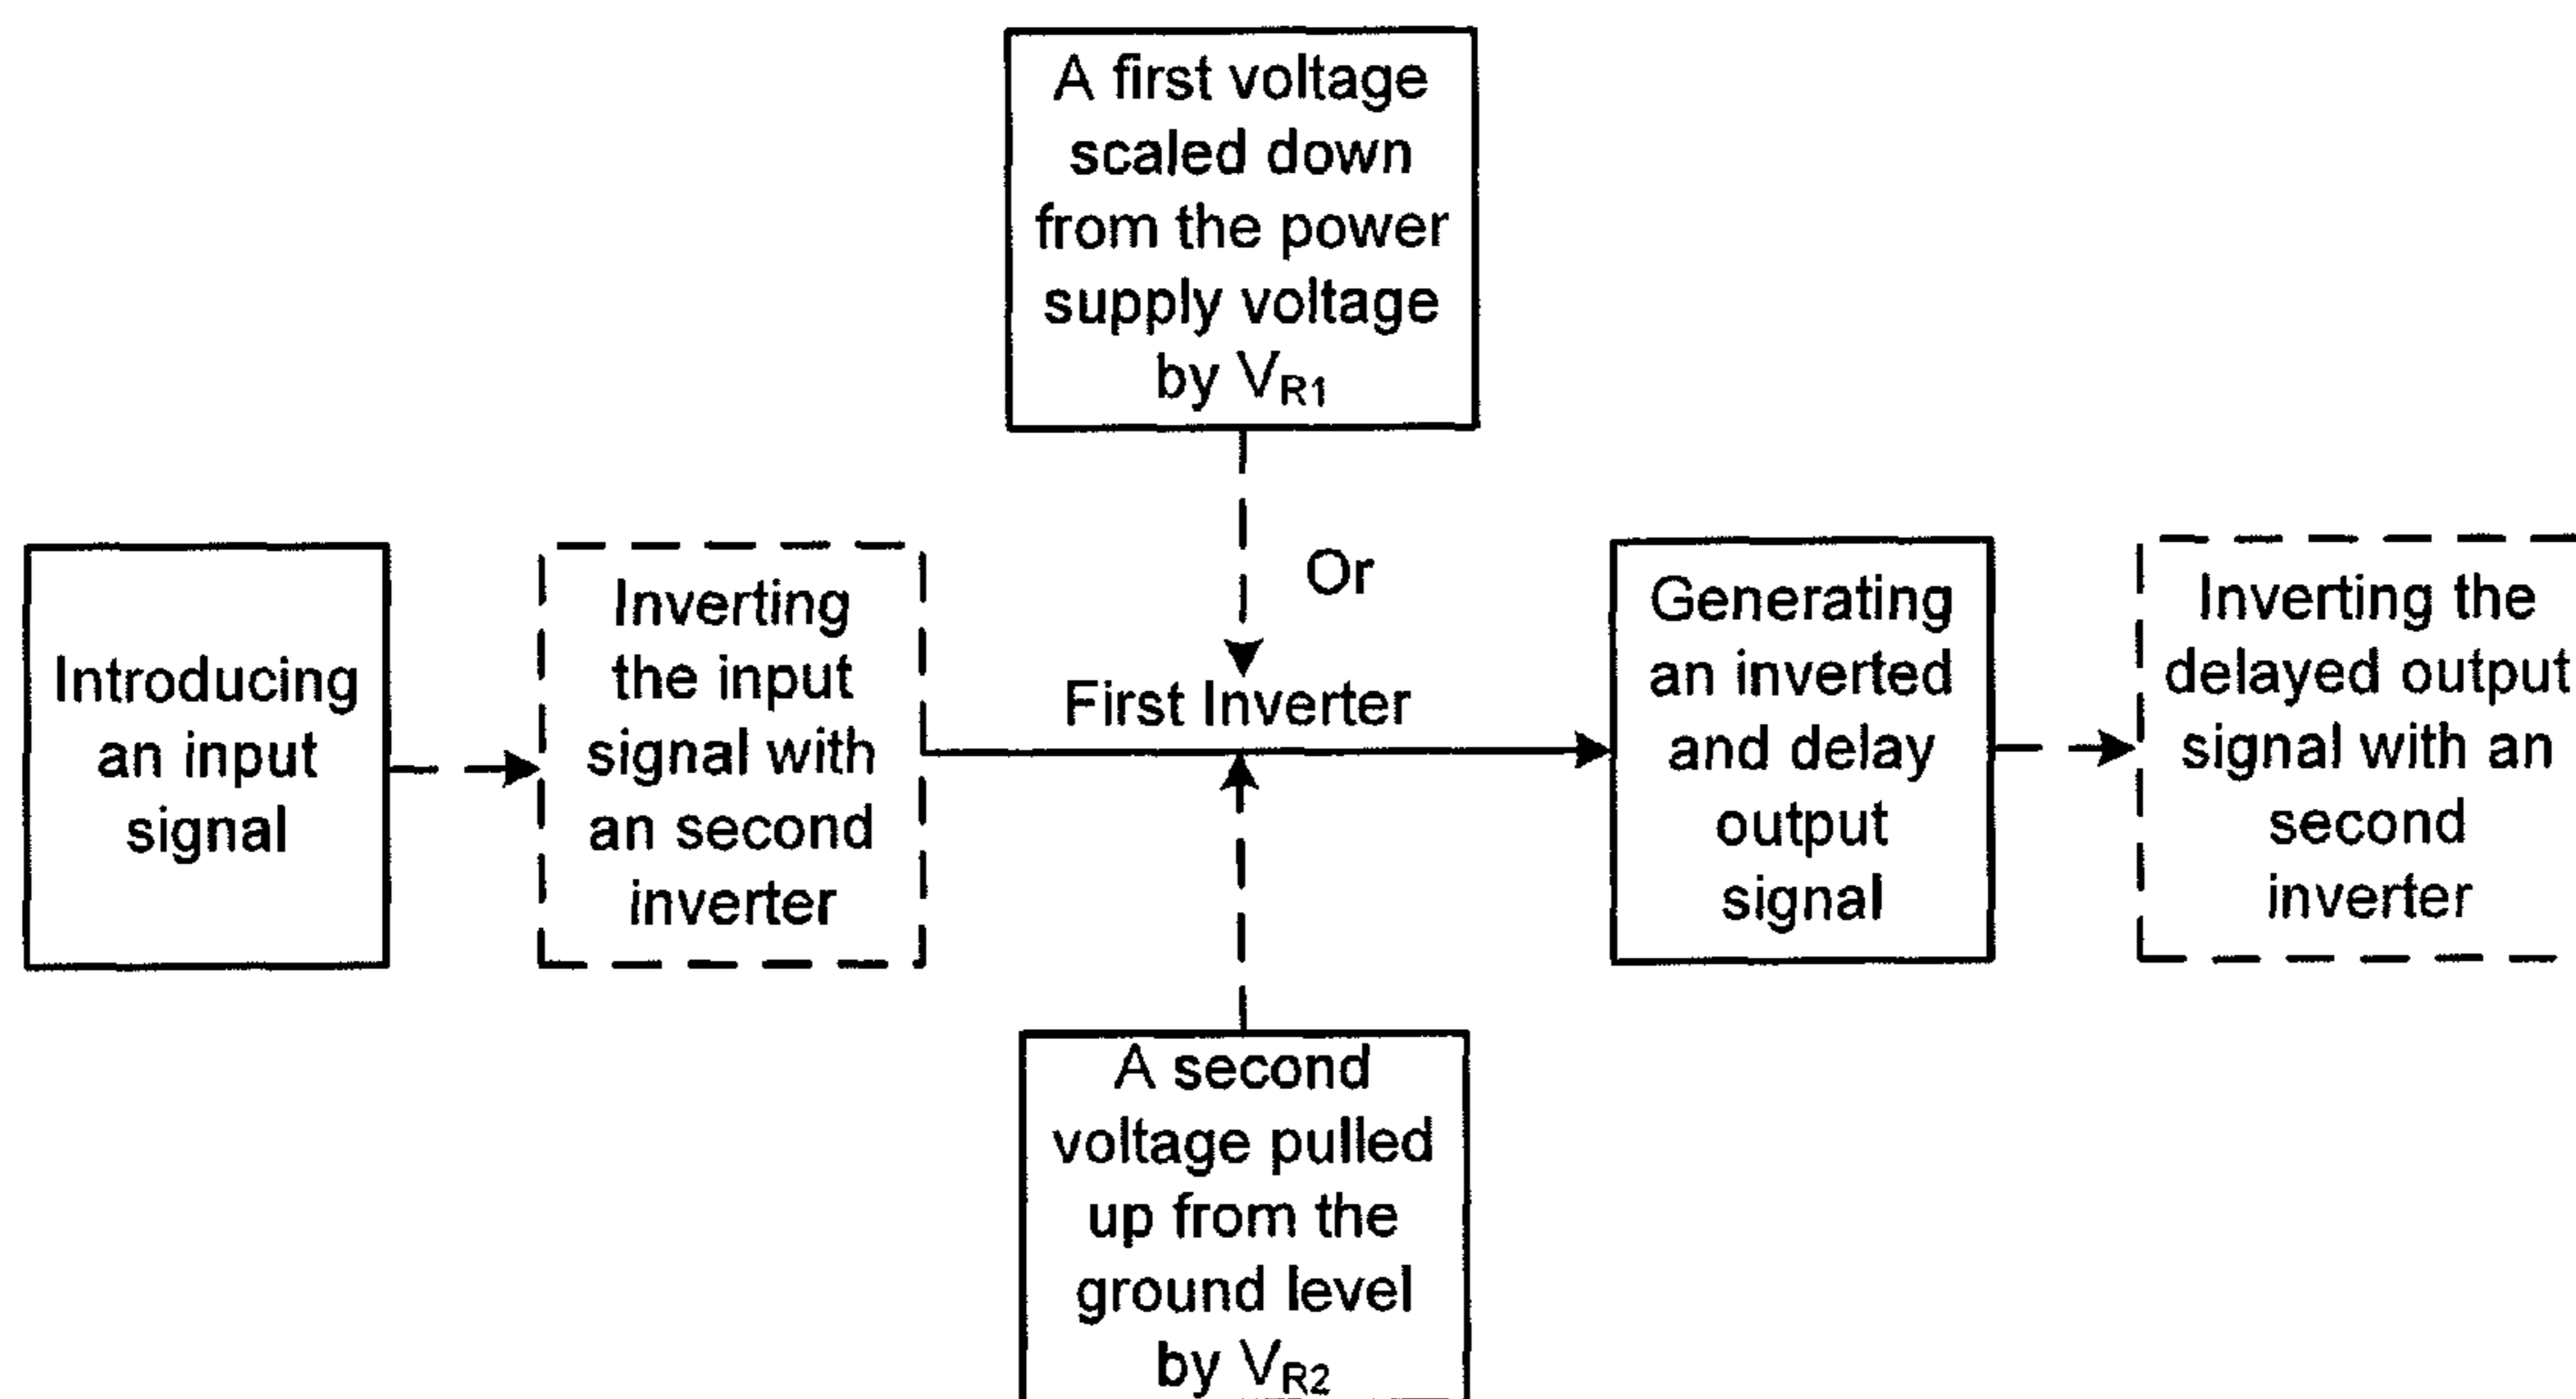 A first voltage
scaled down
from the power
supply voltage
by VR1
Or
Introducing
an input
signal
Inverting
the input
signal with
an second
inverter
First Inverter
Generating
an inverted
and delay
output
signal
Inverting the
delayed output
signal with an
second
inverter
A second
voltage pulled
up from the
ground level
by VR2